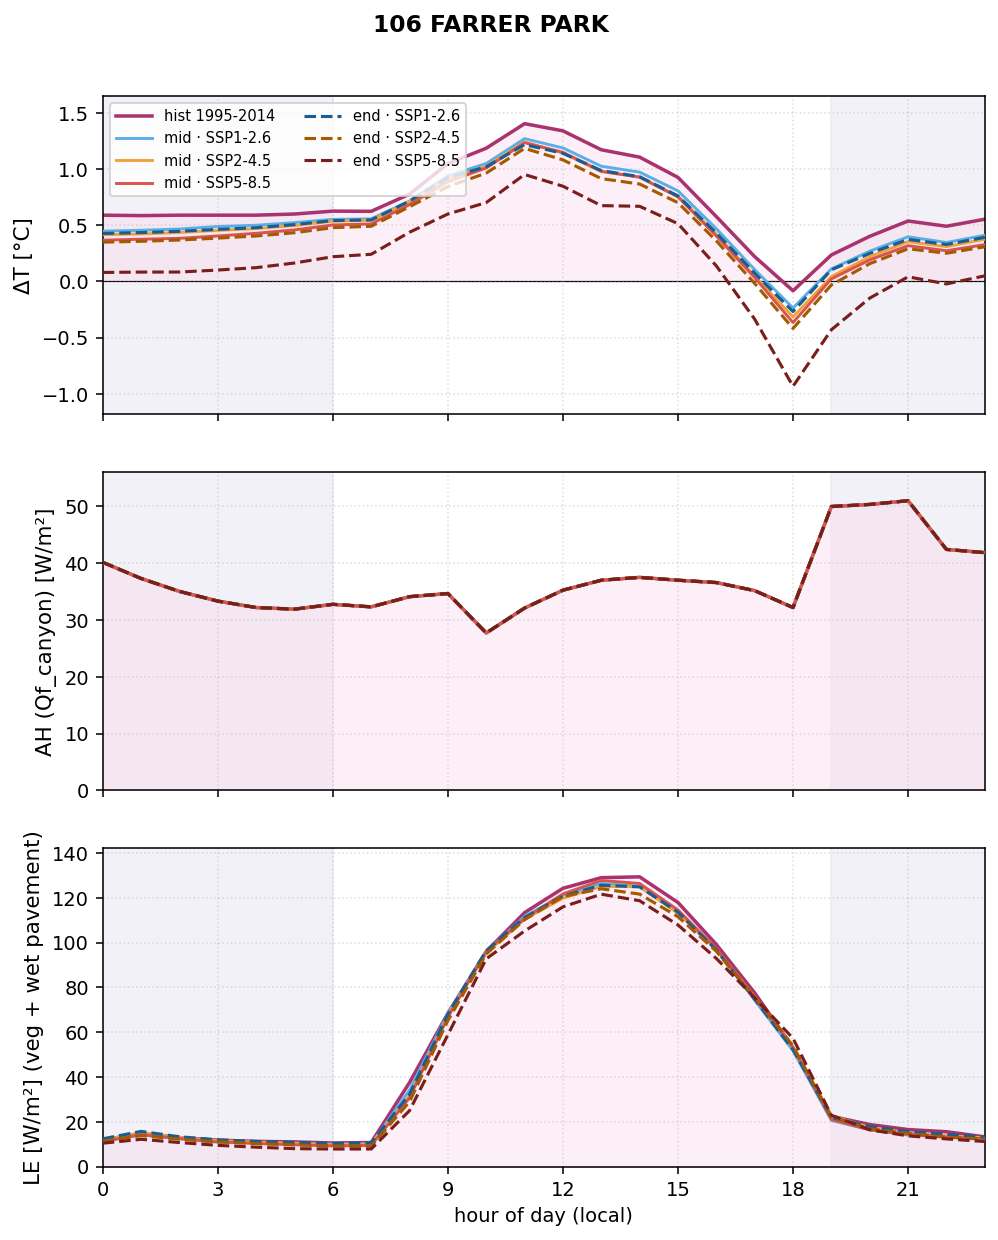 106 FARRER PARK
hist 1995-2014
mid · SSP1-2.6
mid · SSP2-4.5
mid · SSP5-8.5
end · SSP1-2.6
end · SSP2-4.5
end · SSP5-8.5
ΔT [°C]
1.5
1.0
0.5
0.0
−0.5
−1.0
AH (Qf_canyon) [W/m²]
50
40
30
20
10
0
LE [W/m²] (veg + wet pavement)
140
120
100
80
60
40
20
0
0 3 6 9 12 15 18 21
hour of day (local)